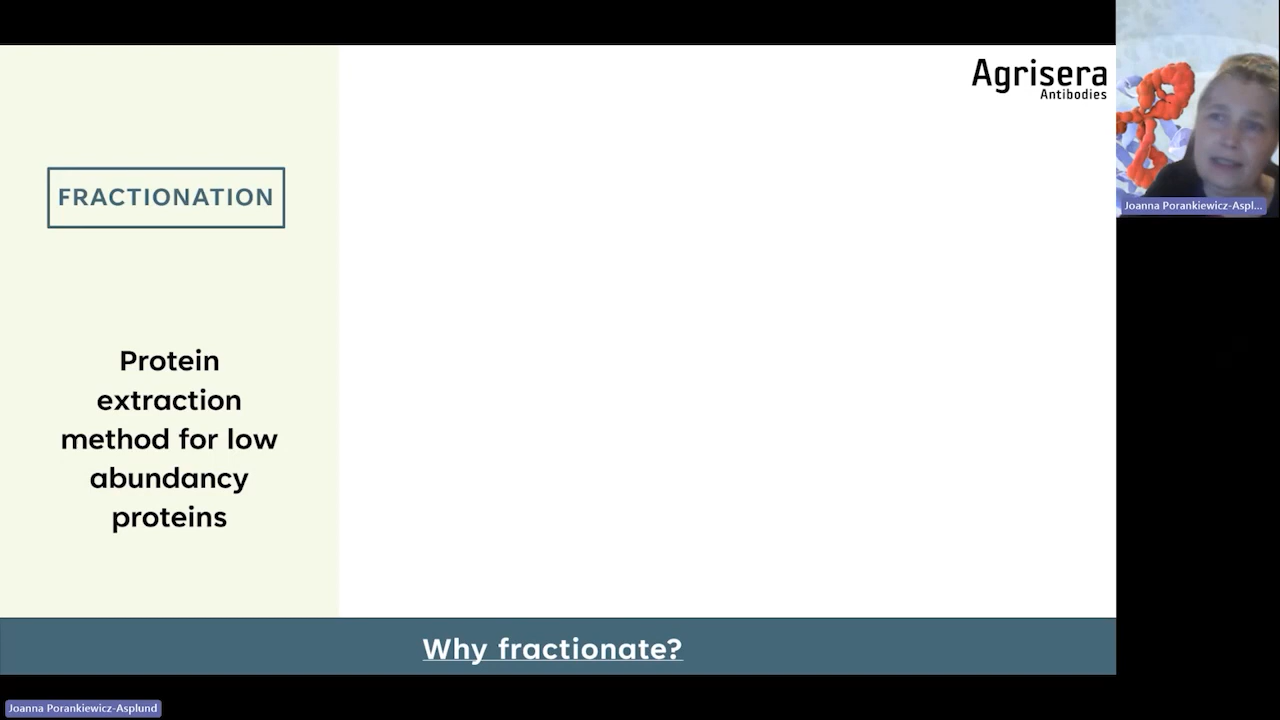 Agrisera
Antibodies
FRACTIONATION
Protein
extraction
method for low
abundancy
proteins
Why fractionate?
Joanna Porankiewicz-Aspl...
Joanna Porankiewicz-Asplund